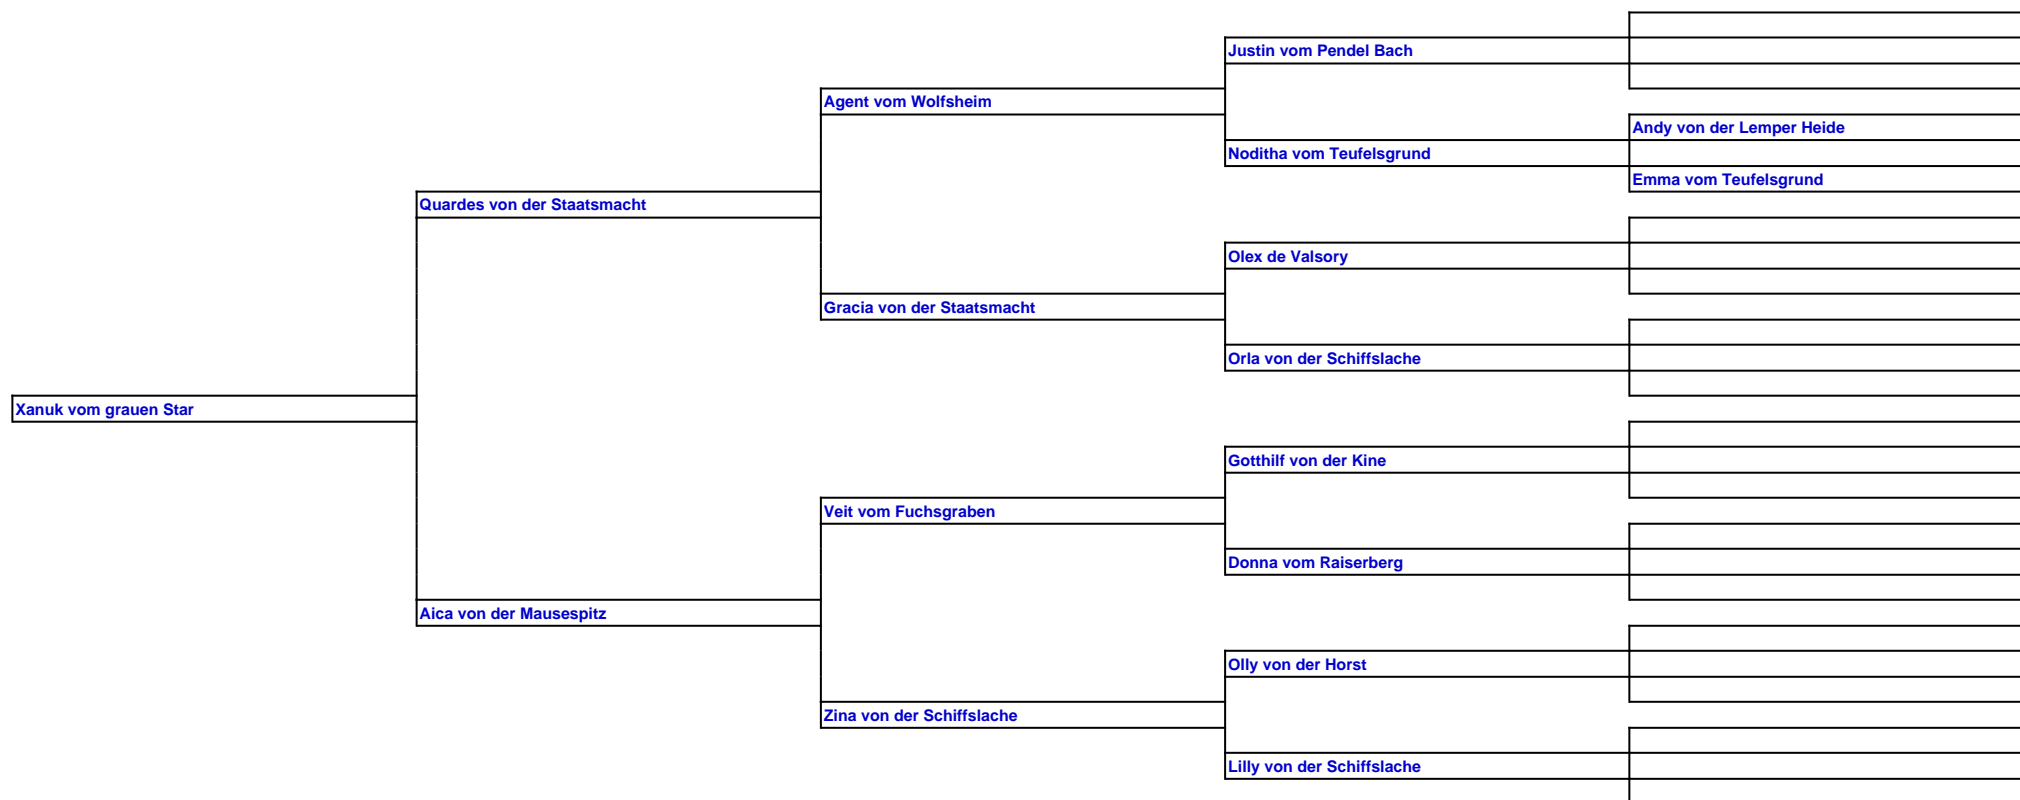 Justin vom Pendel Bach
Agent vom Wolfsheim
Andy von der Lemper Heide
Noditha vom Teufelsgrund
Emma vom Teufelsgrund
Quardes von der Staatsmacht
Olex de Valsory
Gracia von der Staatsmacht
Orla von der Schiffslache
Xanuk vom grauen Star
Gotthilf von der Kine
Veit vom Fuchsgraben
Donna vom Raiserberg
Aica von der Mausespitz
Olly von der Horst
Zina von der Schiffslache
Lilly von der Schiffslache